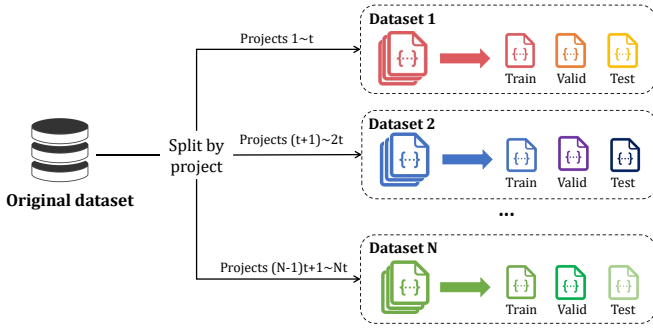 Dataset 1
Projects 1~t
{···}
{···} {···} {···}
Train Valid Test
Original dataset
Split by
project
Projects (t+1)~2t
Dataset 2
{···}
{···} {···} {···}
Train Valid Test
...
Projects (N-1)t+1~Nt
Dataset N
{···}
{···} {···} {···}
Train Valid Test